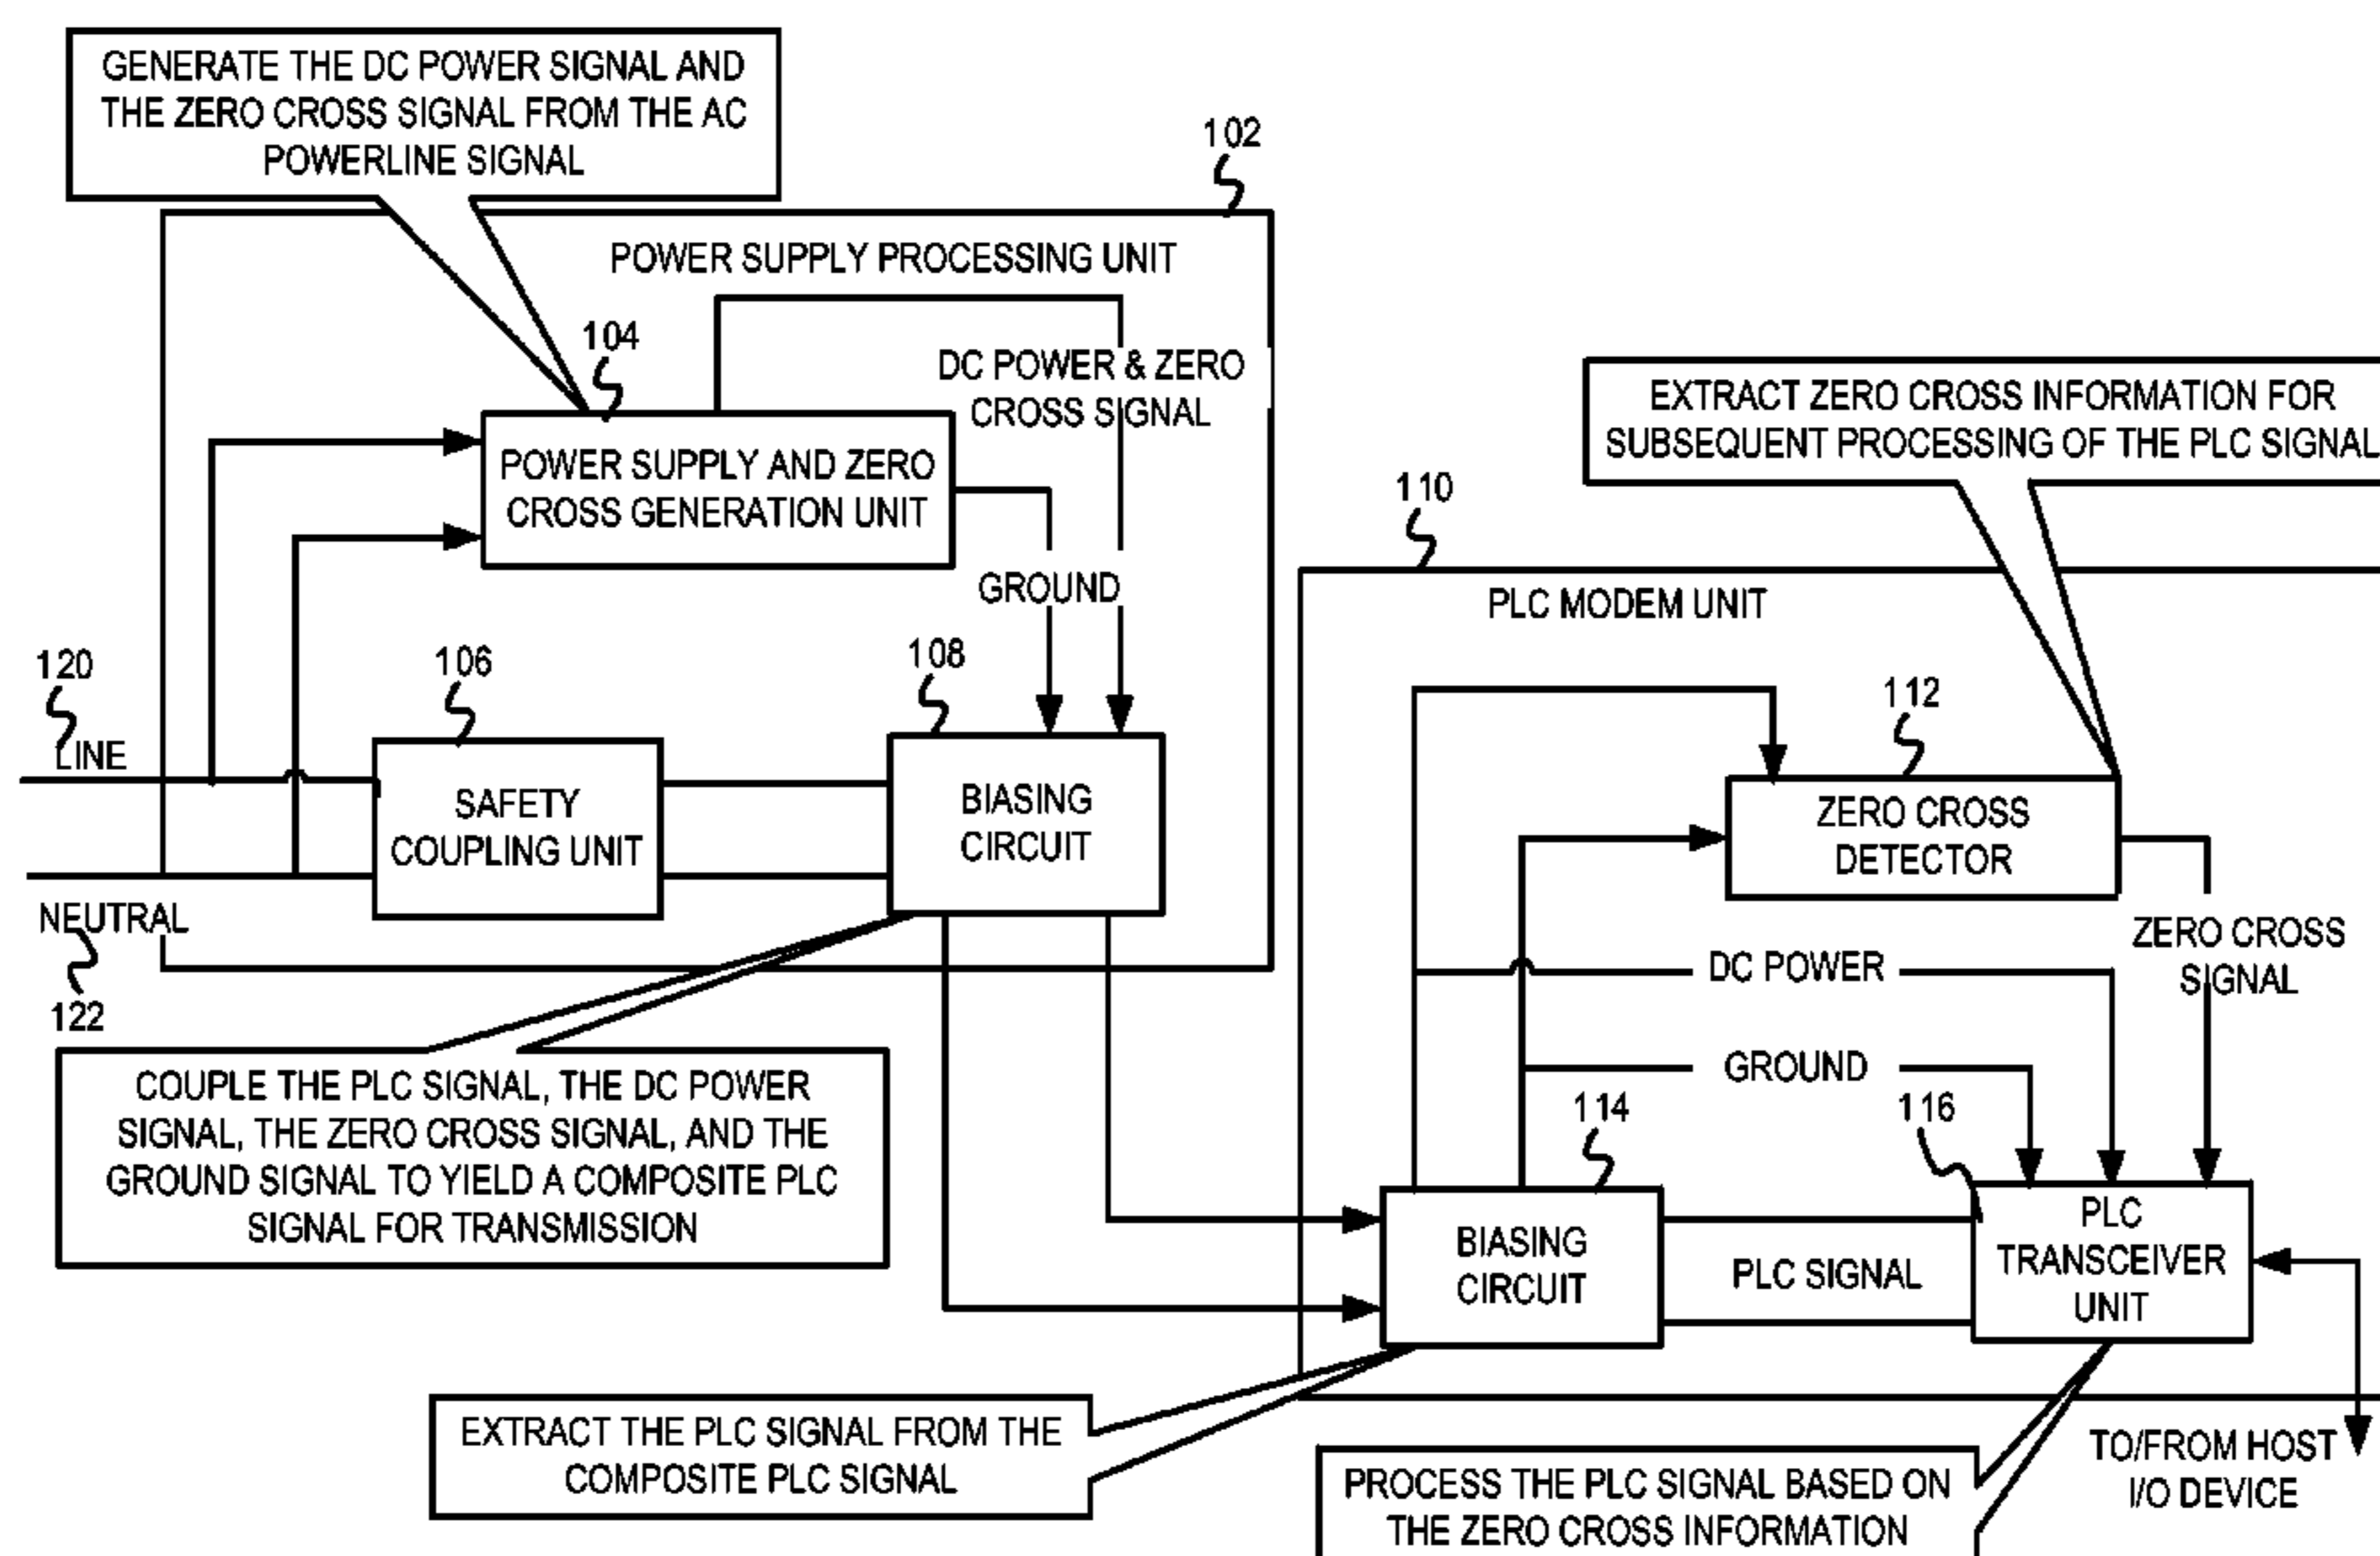 GENERATE THE DC POWER SIGNAL AND
THE ZERO CROSS SIGNAL FROM THE AC
POWERLINE SIGNAL
102
POWER SUPPLY PROCESSING UNIT
104
DC POWER & ZERO
CROSS SIGNAL
POWER SUPPLY AND ZERO
CROSS GENERATION UNIT
GROUND
EXTRACT ZERO CROSS INFORMATION FOR
SUBSEQUENT PROCESSING OF THE PLC SIGNAL
110
PLC MODEM UNIT
120
LINE
106
SAFETY
COUPLING UNIT
108
BIASING
CIRCUIT
112
ZERO CROSS
DETECTOR
NEUTRAL
122
ZERO CROSS
SIGNAL
DC POWER
GROUND
COUPLE THE PLC SIGNAL, THE DC POWER
SIGNAL, THE ZERO CROSS SIGNAL, AND THE
GROUND SIGNAL TO YIELD A COMPOSITE PLC
SIGNAL FOR TRANSMISSION
114
BIASING
CIRCUIT
PLC SIGNAL
116
PLC
TRANSCEIVER
UNIT
EXTRACT THE PLC SIGNAL FROM THE
COMPOSITE PLC SIGNAL
PROCESS THE PLC SIGNAL BASED ON
THE ZERO CROSS INFORMATION
TO/FROM HOST
I/O DEVICE